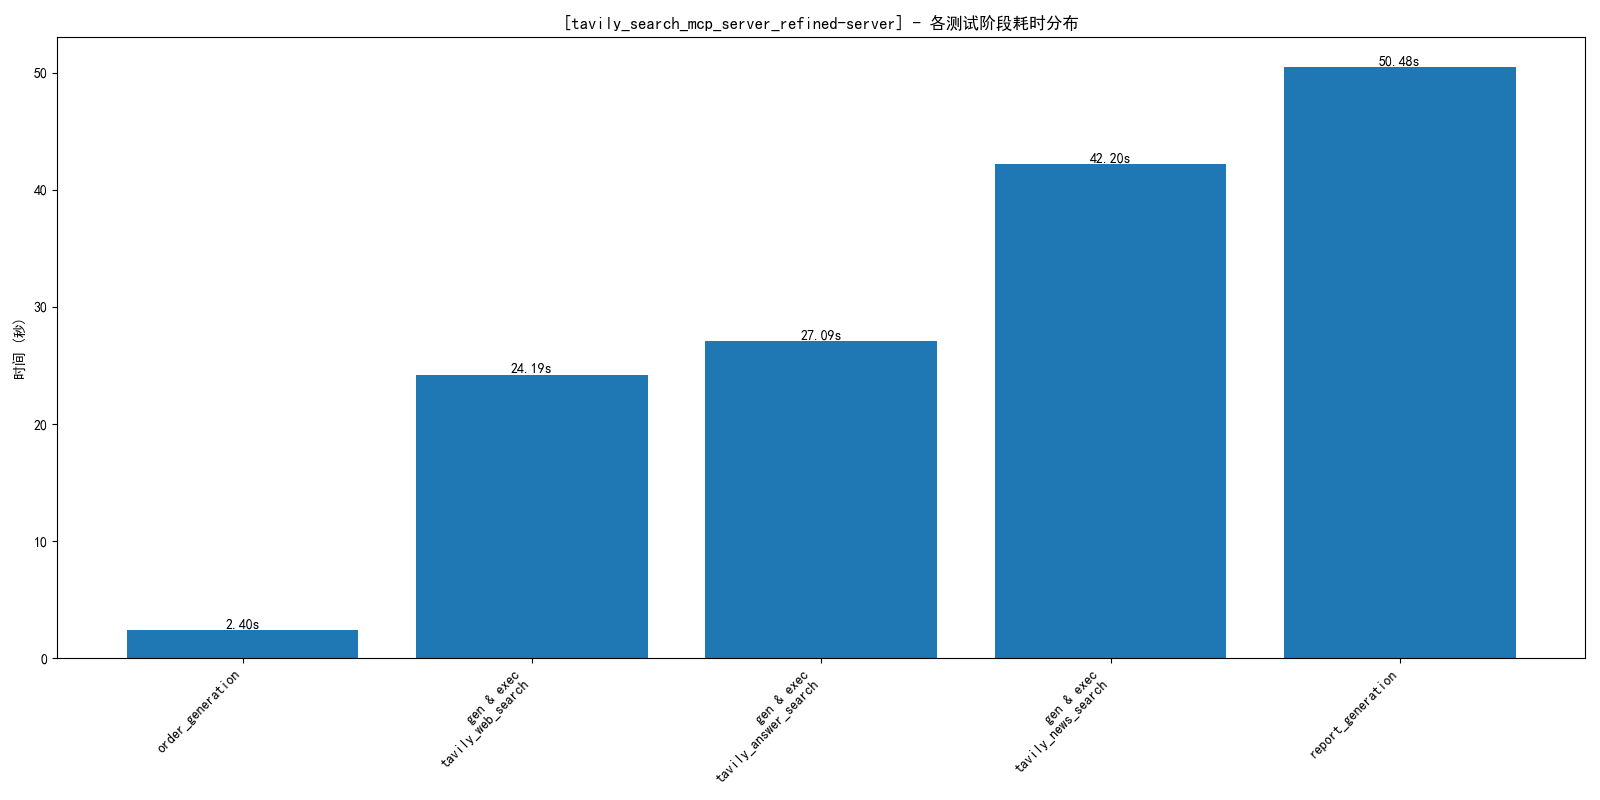 [tavily_search_mcp_server_refined-server] - 各测试阶段耗时分布
时间 (秒)
50
40
30
20
10
0
2.40s
24.19s
27.09s
42.20s
50.48s
order_generation
gen & exec
tavily_web_search
gen & exec
tavily_answer_search
gen & exec
tavily_news_search
report_generation